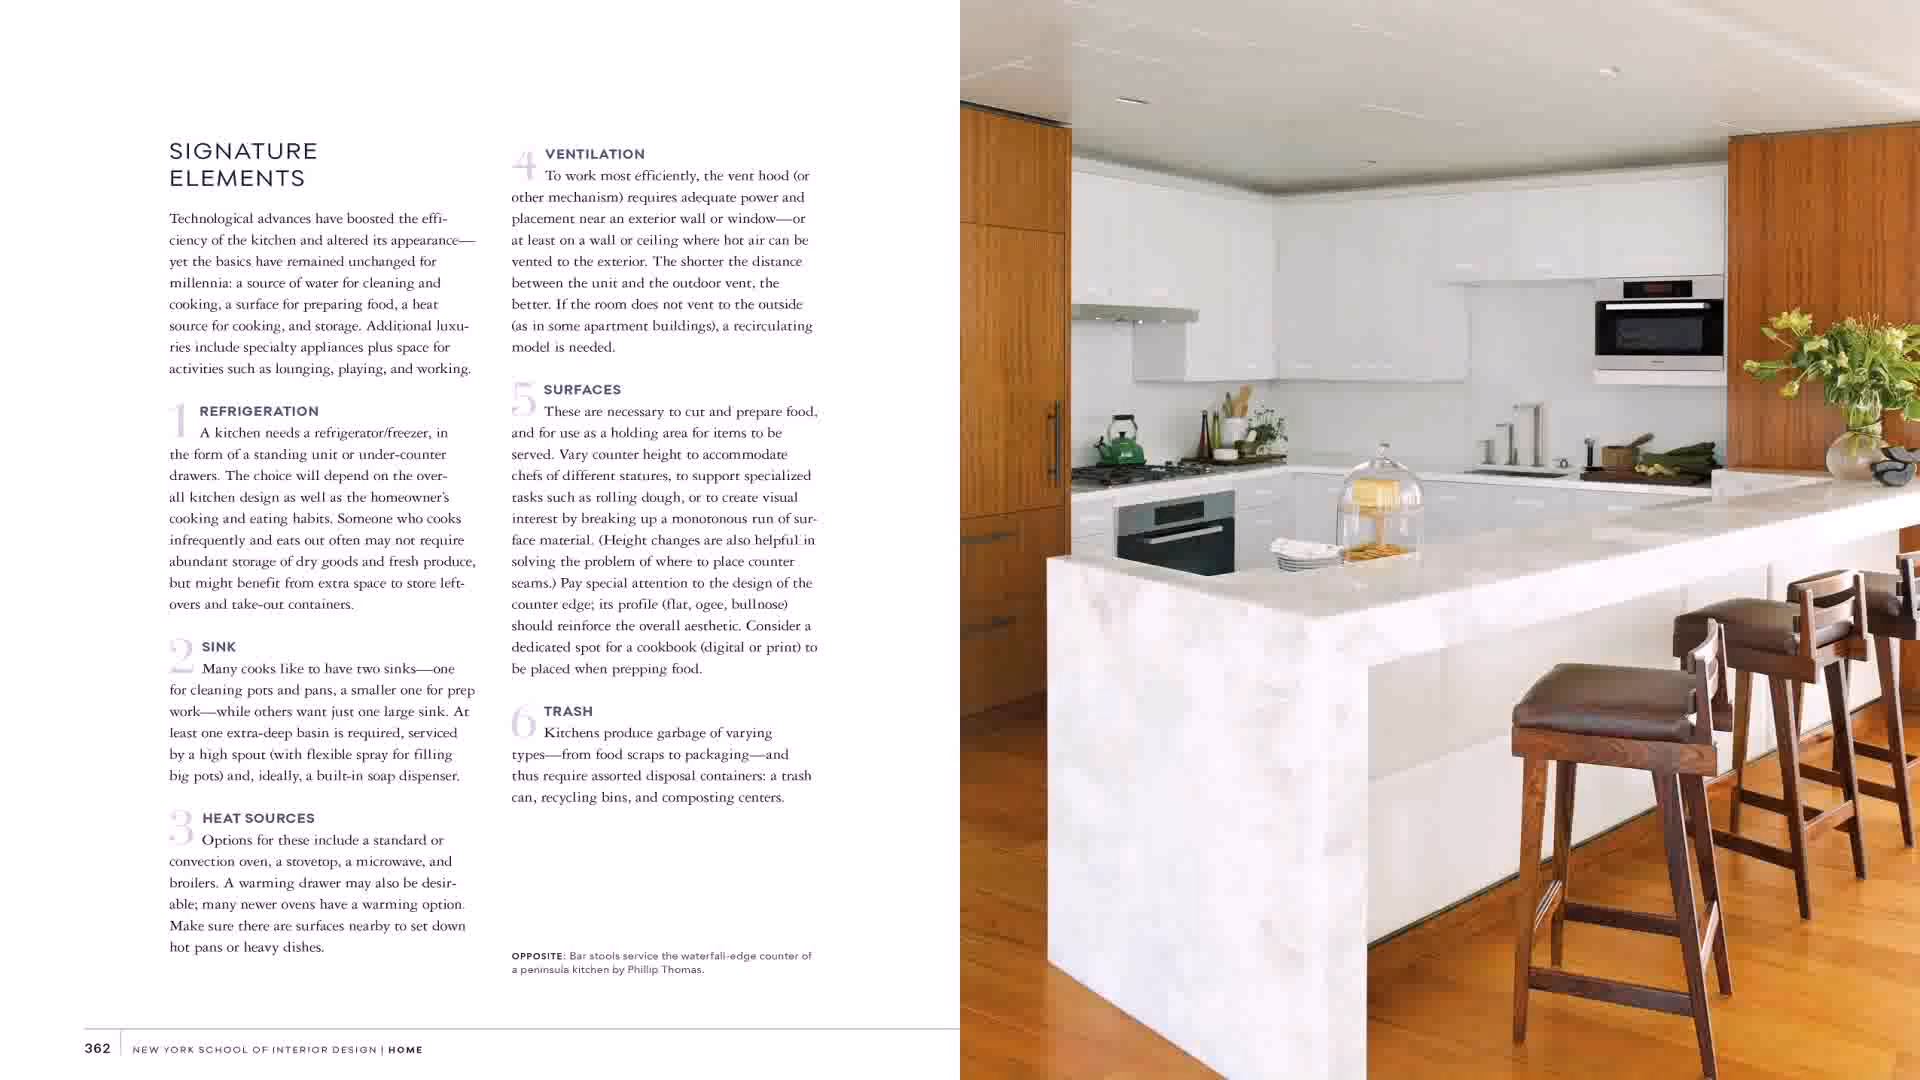 SIGNATURE
ELEMENTS
Technological advances have boosted the effi-
ciency of the kitchen and altered its appearance—
yet the basics have remained unchanged for
millennia: a source of water for cleaning and
cooking, a surface for preparing food, a heat
source for cooking, and storage. Additional luxu-
ries include specialty appliances plus space for
activities such as lounging, playing, and working.
1 REFRIGERATION
A kitchen needs a refrigerator/freezer, in
the form of a standing unit or under-counter
drawers. The choice will depend on the over-
all kitchen design as well as the homeowner's
cooking and eating habits. Someone who cooks
infrequently and eats out often may not require
abundant storage of dry goods and fresh produce,
but might benefit from extra space to store left-
overs and take-out containers.
2 SINK
Many cooks like to have two sinks—one
for cleaning pots and pans, a smaller one for prep
work—while others want just one large sink. At
least one extra-deep basin is required, serviced
by a high spout (with flexible spray for filling
big pots) and, ideally, a built-in soap dispenser.
3 HEAT SOURCES
Options for these include a standard or
convection oven, a stovetop, a microwave, and
broilers. A warming drawer may also be desir-
able; many newer ovens have a warming option.
Make sure there are surfaces nearby to set down
hot pans or heavy dishes.
4 VENTILATION
To work most efficiently, the vent hood (or
other mechanism) requires adequate power and
placement near an exterior wall or window—or
at least on a wall or ceiling where hot air can be
vented to the exterior. The shorter the distance
between the unit and the outdoor vent, the
better. If the room does not vent to the outside
(as in some apartment buildings), a recirculating
model is needed.
5 SURFACES
These are necessary to cut and prepare food,
and for use as a holding area for items to be
served. Vary counter height to accommodate
chefs of different statures, to support specialized
tasks such as rolling dough, or to create visual
interest by breaking up a monotonous run of sur-
face material. (Height changes are also helpful in
solving the problem of where to place counter
seams.) Pay special attention to the design of the
counter edge; its profile (flat, ogee, bullnose)
should reinforce the overall aesthetic. Consider a
dedicated spot for a cookbook (digital or print) to
be placed when prepping food.
6 TRASH
Kitchens produce garbage of varying
types—from food scraps to packaging—and
thus require assorted disposal containers: a trash
can, recycling bins, and composting centers.
OPPOSITE: Bar stools service the waterfall-edge counter of
a peninsula kitchen by Phillip Thomas.
362 NEW YORK SCHOOL OF INTERIOR DESIGN | HOME